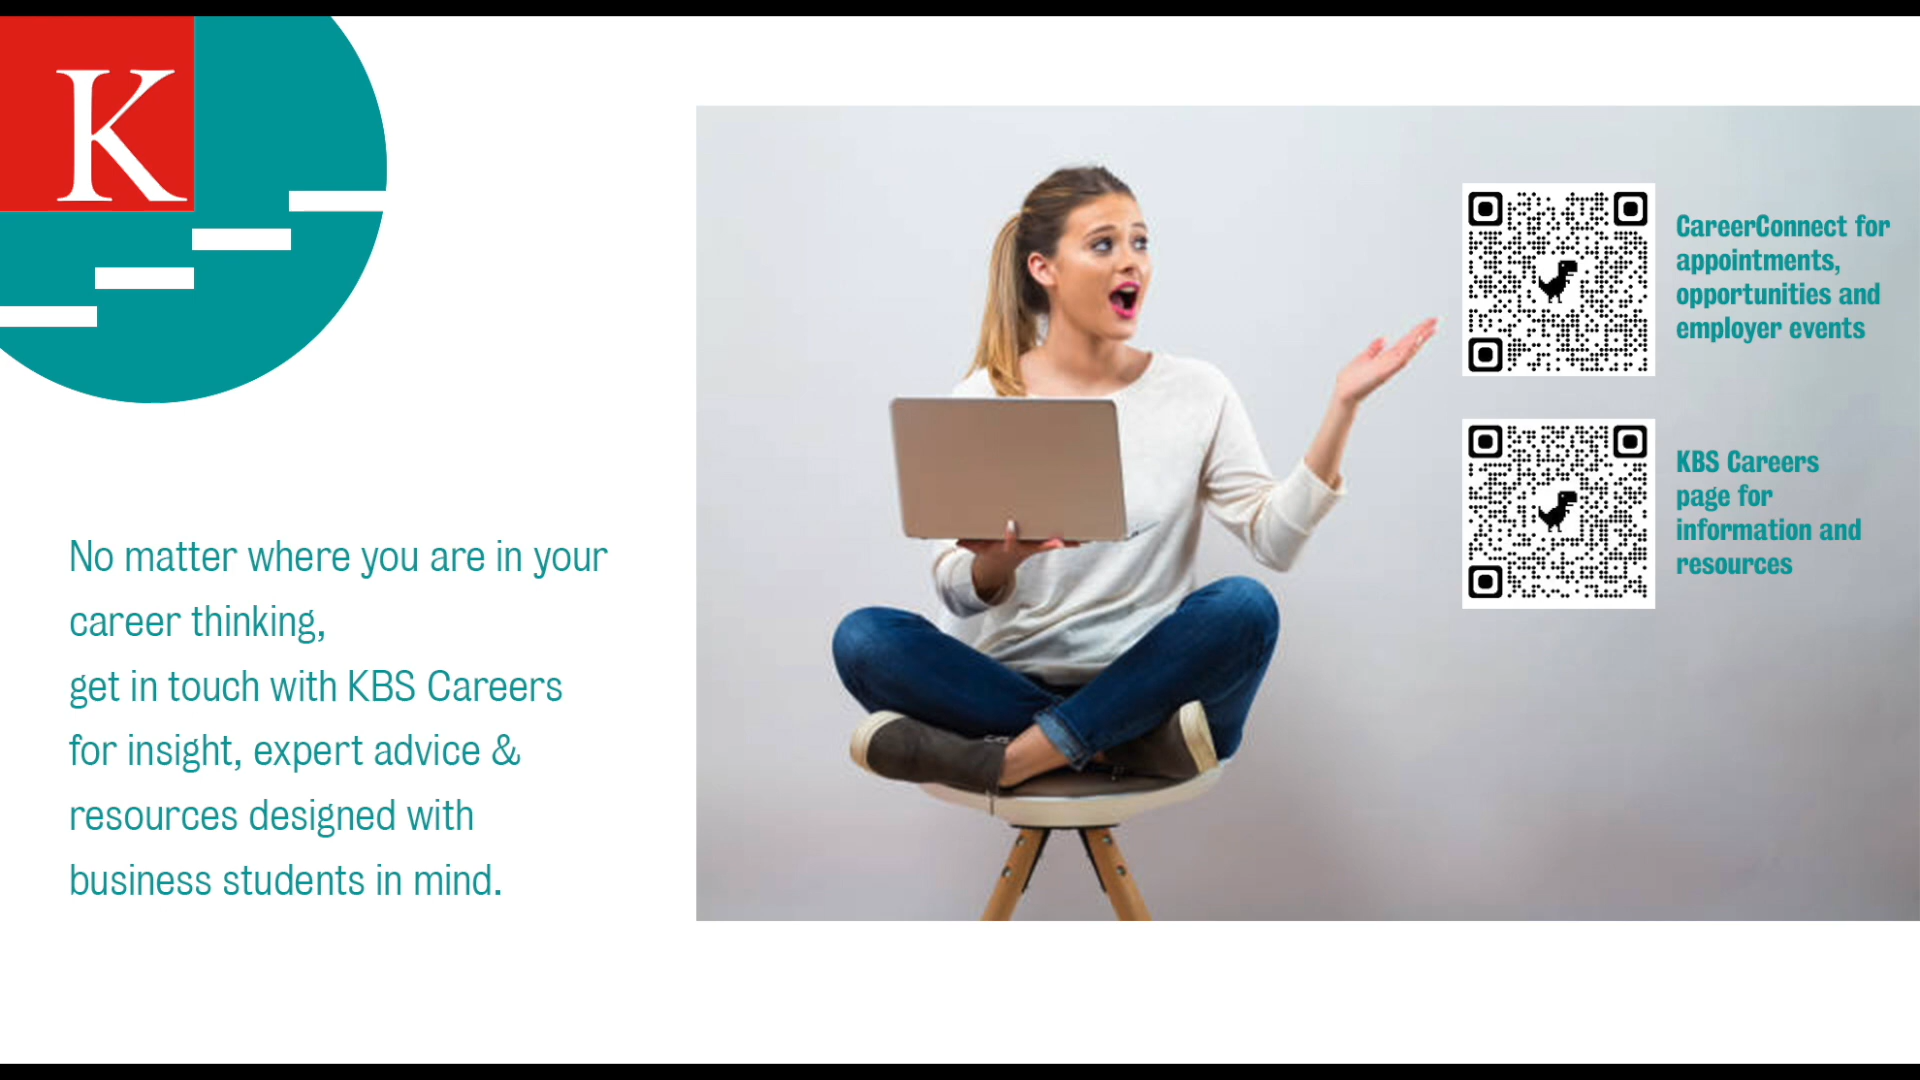 K
No matter where you are in your
career thinking,
get in touch with KBS Careers
for insight, expert advice &
resources designed with
business students in mind.
CareerConnect for
appointments,
opportunities and
employer events
KBS Careers
page for
information and
resources